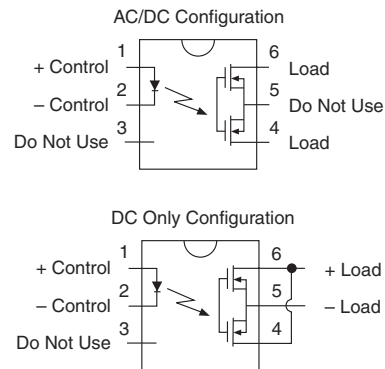 AC/DC Configuration
1 6
+ Control Load
2 5
– Control Do Not Use
3 4
Do Not Use Load
DC Only Configuration
1 6
+ Control + Load
2 5
– Control – Load
3 4
Do Not Use